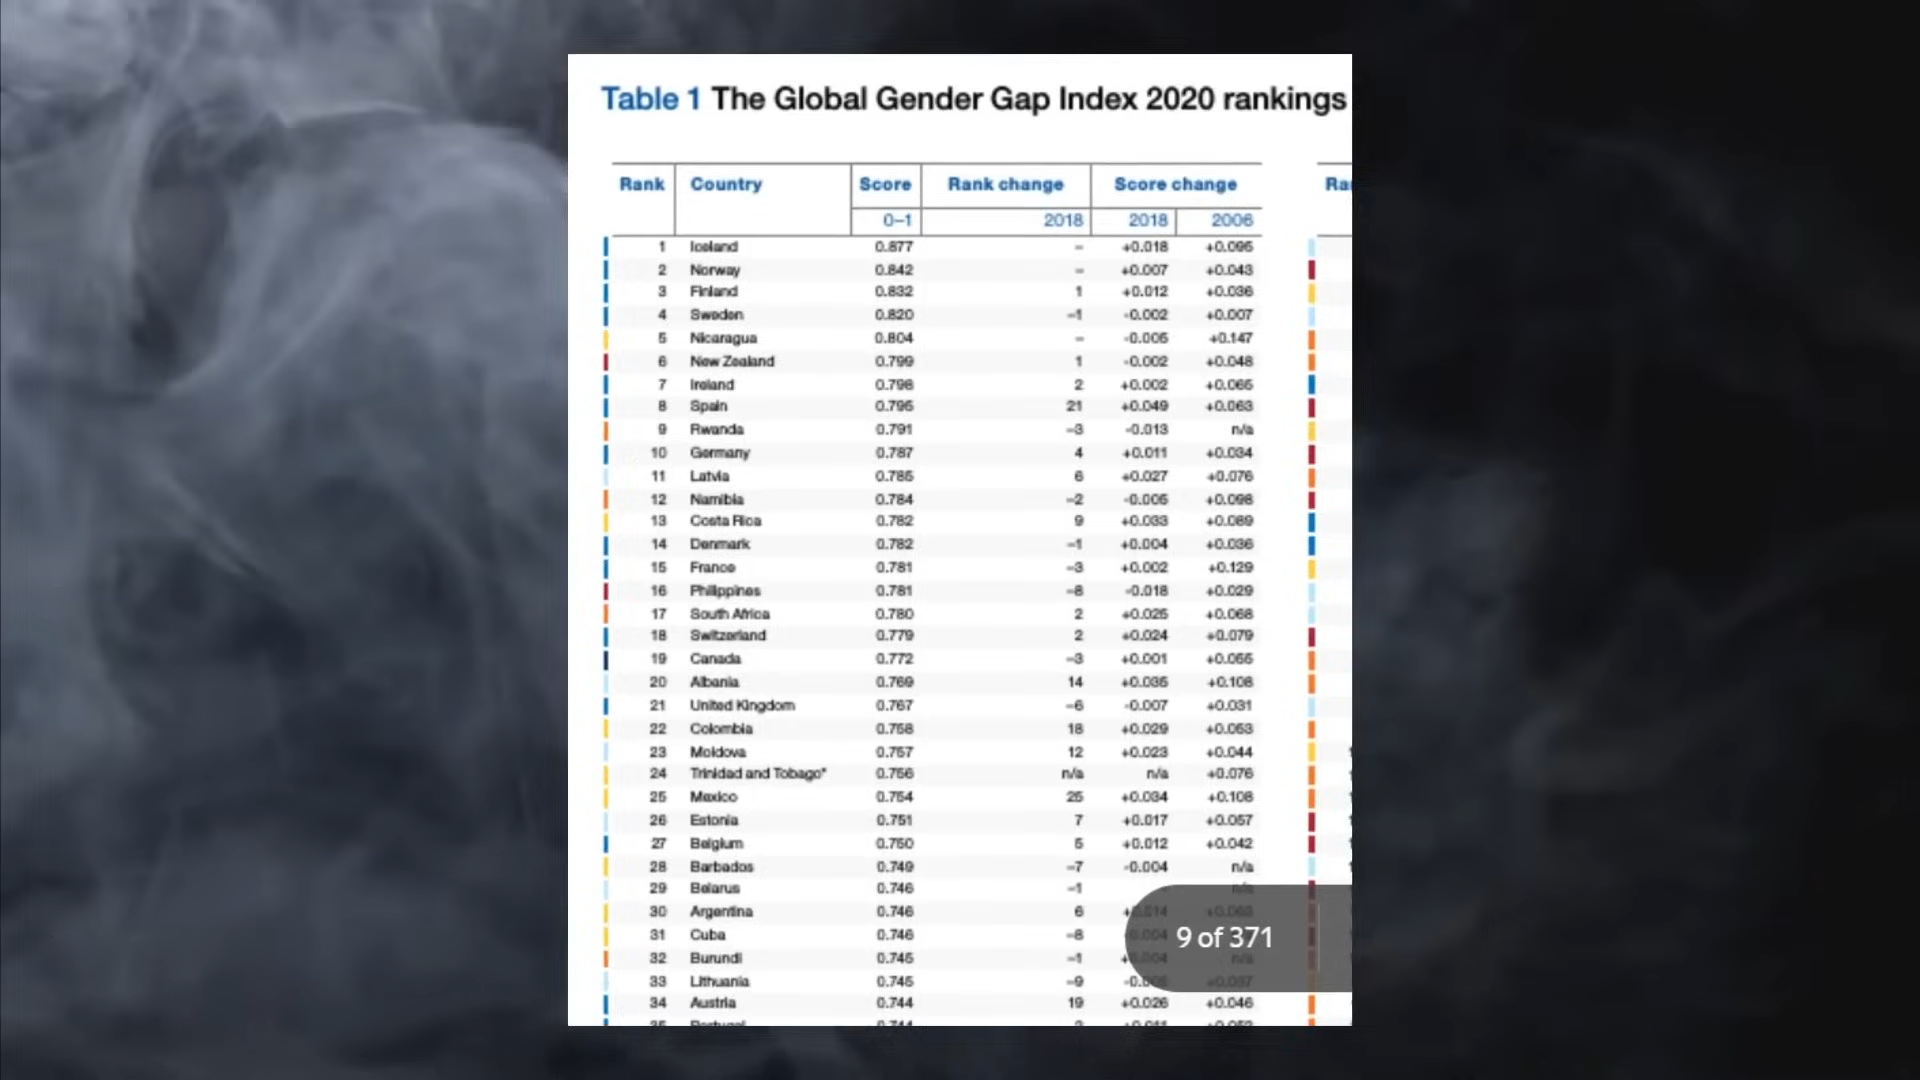 Table 1 The Global Gender Gap Index 2020 rankings
Rank Country Score Rank change Score change
0–1 2018 2018 2006
1 Iceland 0.877 – +0.018 +0.095
2 Norway 0.842 – +0.007 +0.043
3 Finland 0.832 1 +0.012 +0.036
4 Sweden 0.820 –1 -0.002 +0.007
5 Nicaragua 0.804 – -0.005 +0.147
6 New Zealand 0.799 1 -0.002 +0.048
7 Ireland 0.798 2 +0.002 +0.065
8 Spain 0.795 21 +0.049 +0.063
9 Rwanda 0.791 –3 -0.013 n/a
10 Germany 0.787 4 +0.011 +0.034
11 Latvia 0.785 6 +0.027 +0.076
12 Namibia 0.784 –2 -0.005 +0.098
13 Costa Rica 0.782 9 +0.033 +0.089
14 Denmark 0.782 –1 +0.004 +0.036
15 France 0.781 –3 +0.002 +0.129
16 Philippines 0.781 –8 -0.018 +0.029
17 South Africa 0.780 2 +0.025 +0.068
18 Switzerland 0.779 2 +0.024 +0.079
19 Canada 0.772 –3 +0.001 +0.055
20 Albania 0.769 14 +0.035 +0.108
21 United Kingdom 0.767 –6 -0.007 +0.031
22 Colombia 0.758 18 +0.029 +0.053
23 Moldova 0.757 12 +0.023 +0.044
24 Trinidad and Tobago* 0.756 n/a n/a +0.076
25 Mexico 0.754 25 +0.034 +0.108
26 Estonia 0.751 7 +0.017 +0.057
27 Belgium 0.750 5 +0.012 +0.042
28 Barbados 0.749 –7 -0.004 n/a
29 Belarus 0.746 –1 n/a
30 Argentina 0.746 6 +0.063
31 Cuba 0.746 –8
32 Burundi 0.745 –1 n/a
33 Lithuania 0.745 –9
34 Austria 0.744 19 +0.026 +0.046
9 of 371